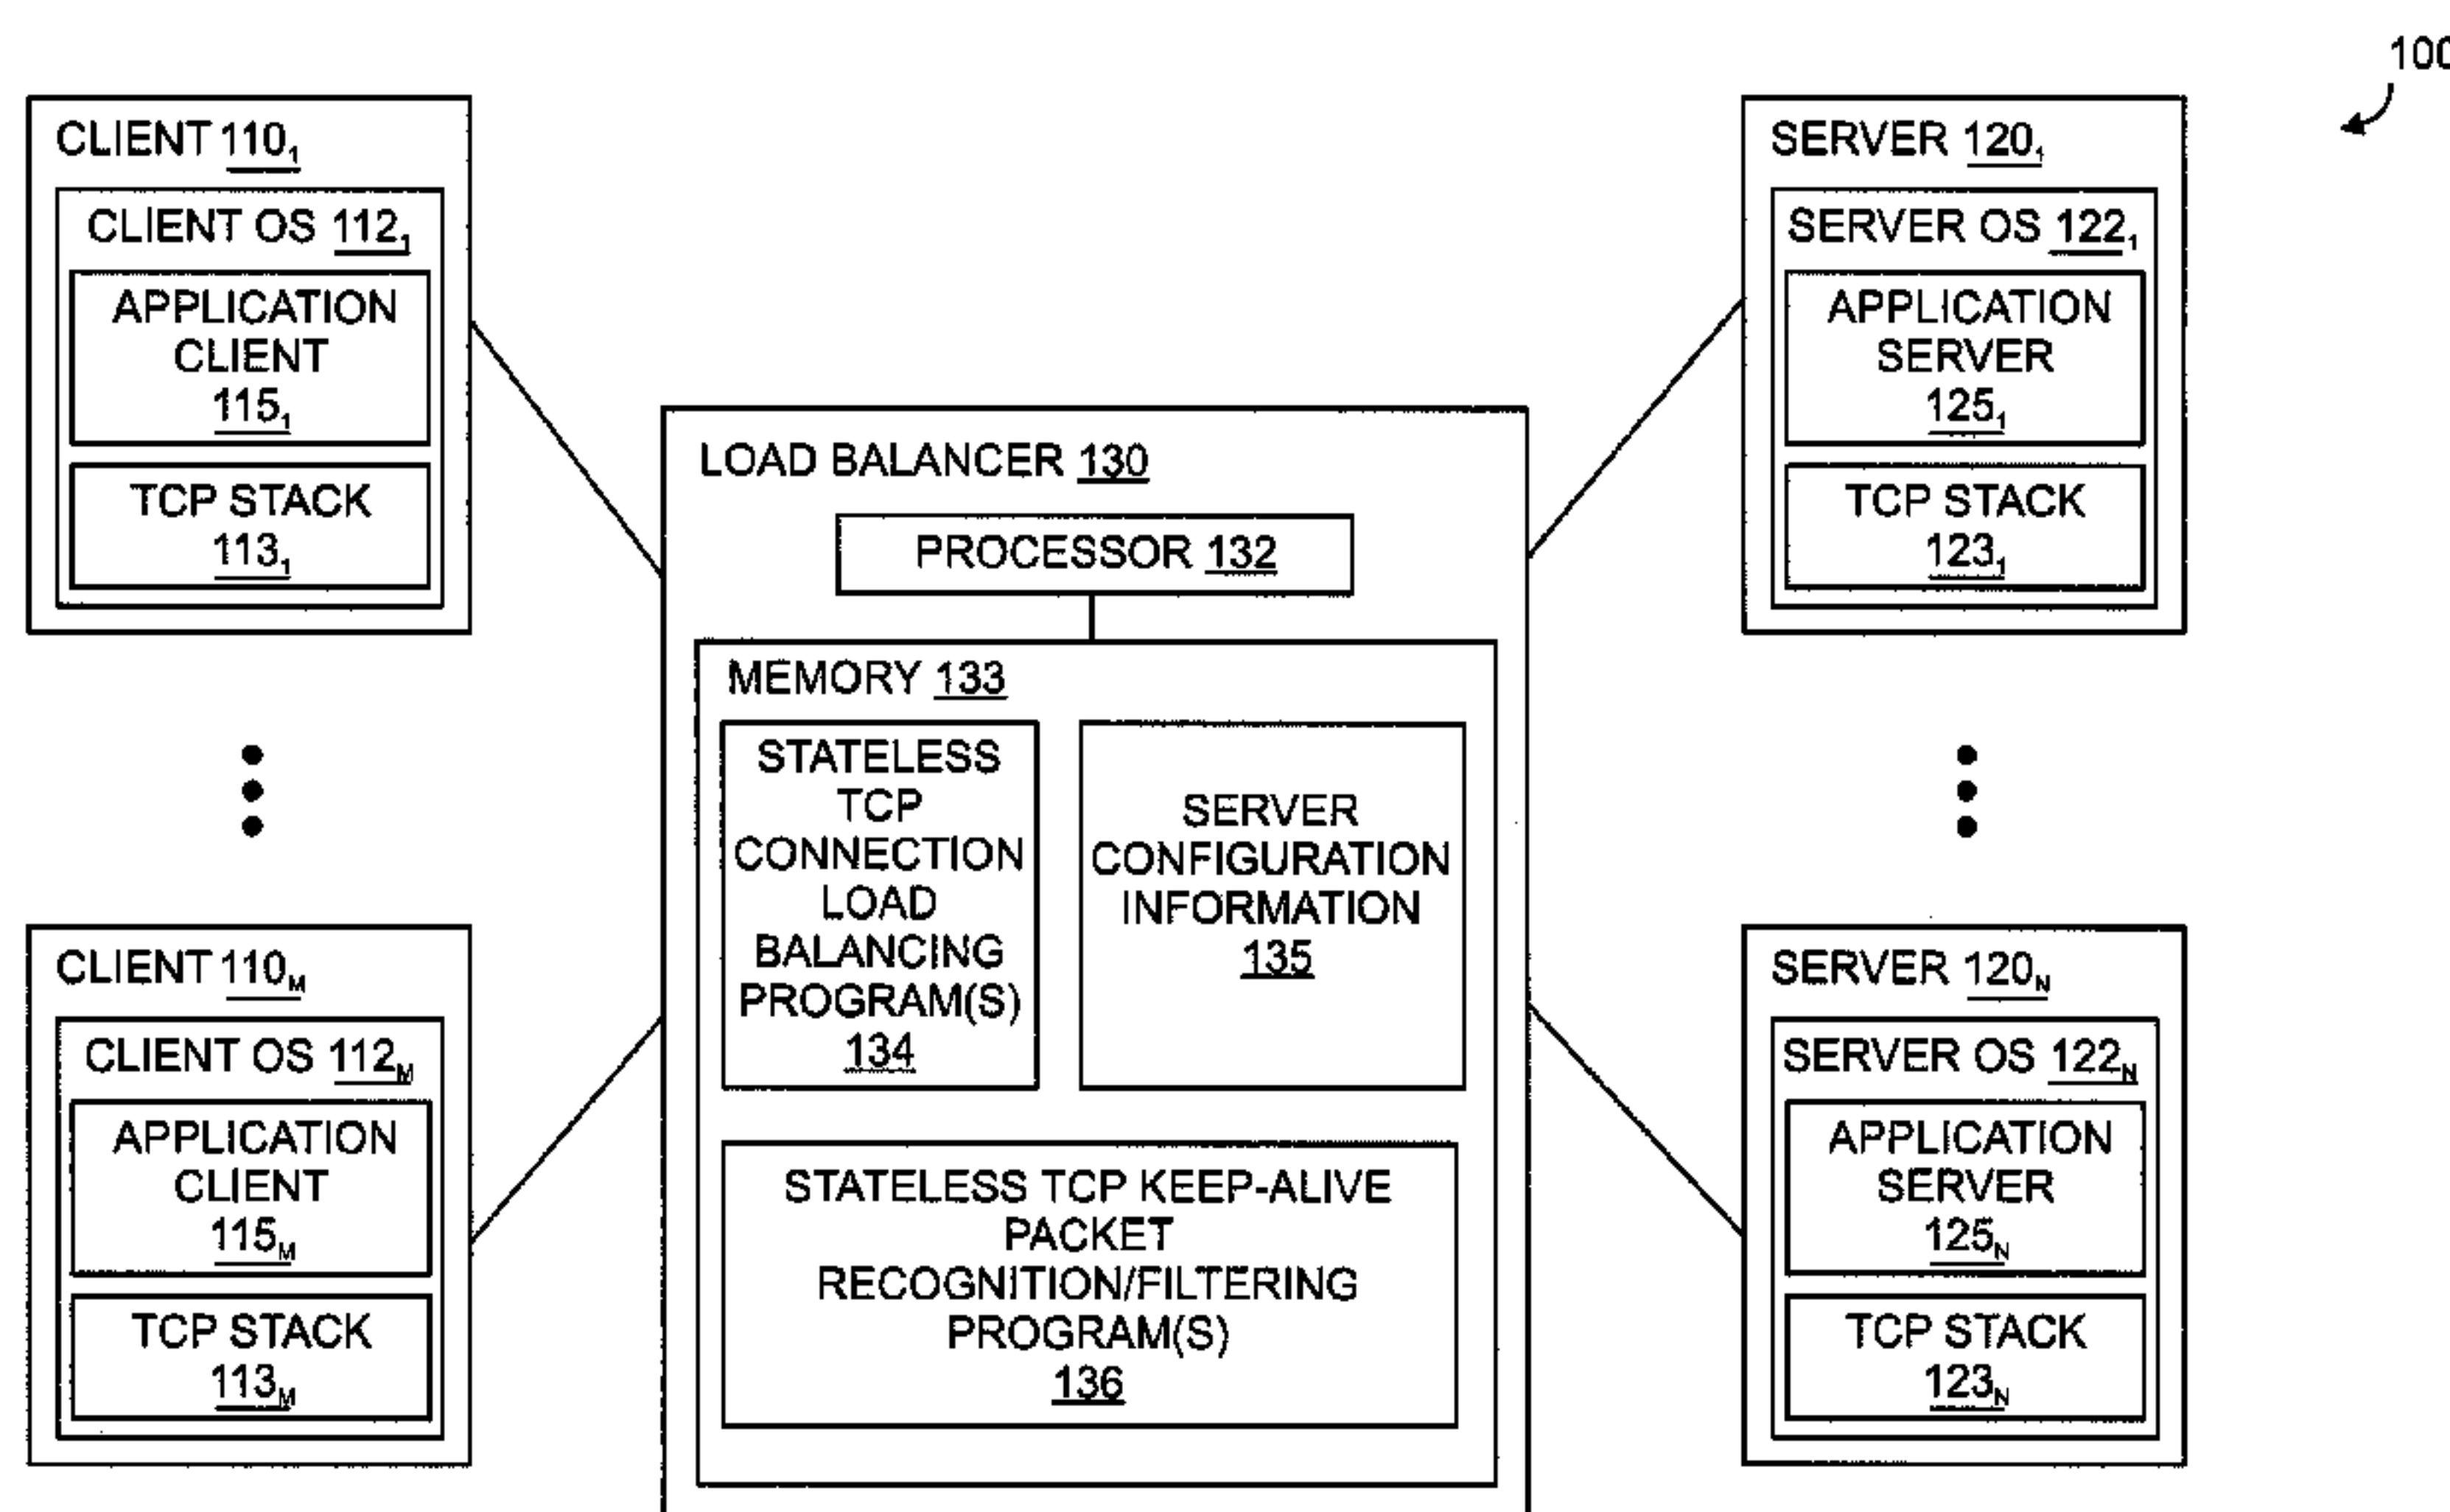 100
CLIENT 110₁
CLIENT OS 112₁
APPLICATION
CLIENT
115₁
TCP STACK
113₁
CLIENT 110ₘ
CLIENT OS 112ₘ
APPLICATION
CLIENT
115ₘ
TCP STACK
113ₘ
LOAD BALANCER 130
PROCESSOR 132
MEMORY 133
STATELESS
TCP
CONNECTION
LOAD
BALANCING
PROGRAM(S)
134
SERVER
CONFIGURATION
INFORMATION
135
STATELESS TCP KEEP-ALIVE
PACKET
RECOGNITION/FILTERING
PROGRAM(S)
136
SERVER 120₁
SERVER OS 122₁
APPLICATION
SERVER
125₁
TCP STACK
123₁
SERVER 120ₙ
SERVER OS 122ₙ
APPLICATION
SERVER
125ₙ
TCP STACK
123ₙ